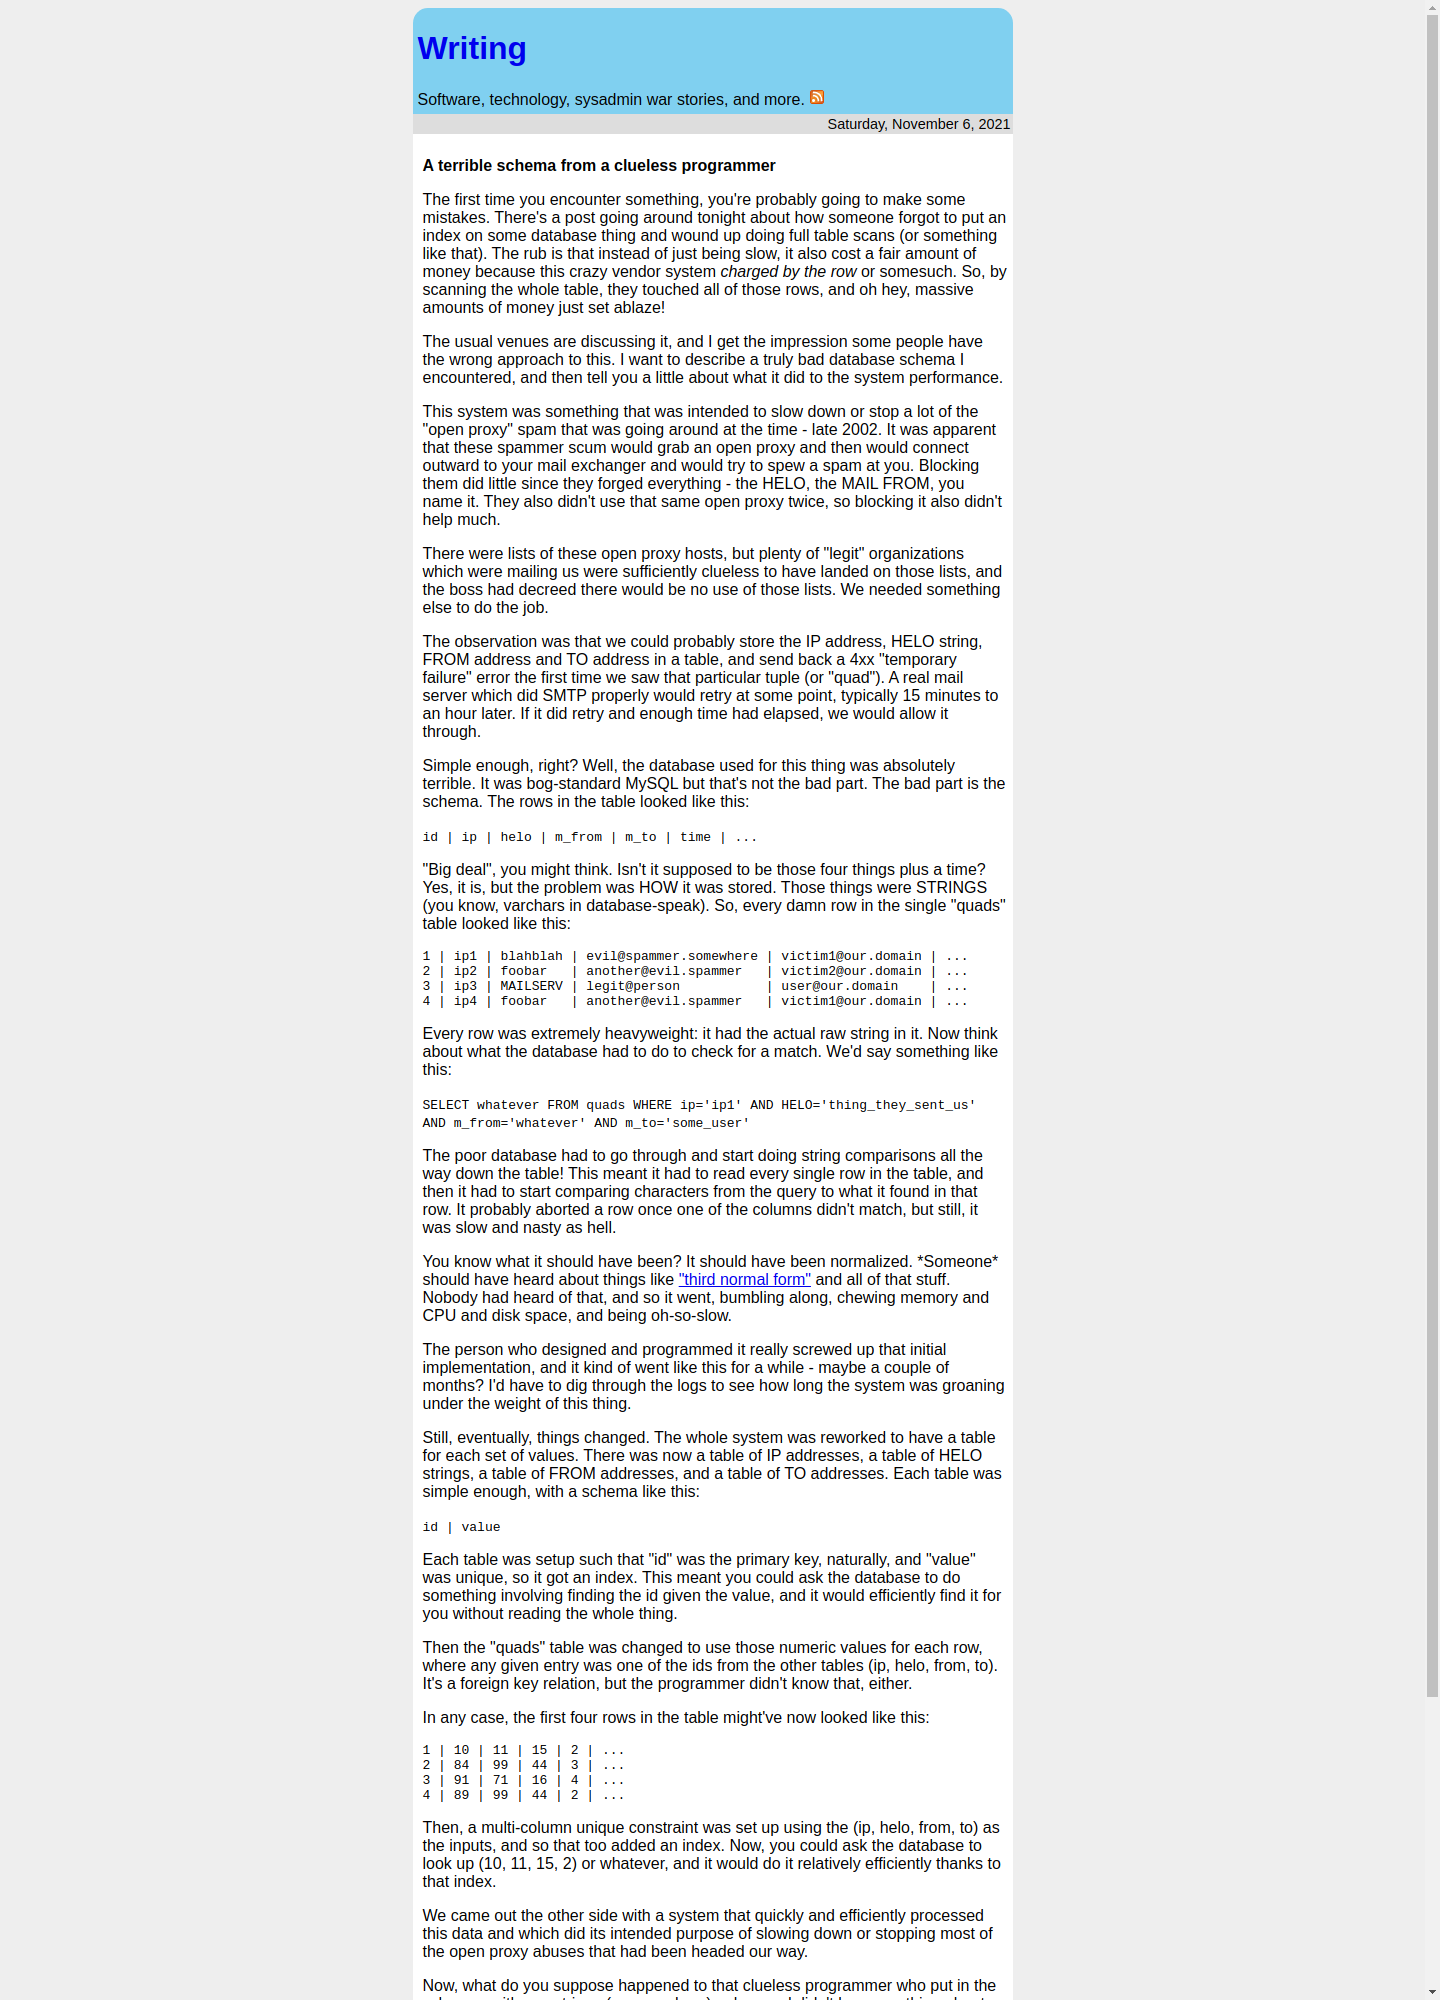 Writing
Software, technology, sysadmin war stories, and more.
Saturday, November 6, 2021
A terrible schema from a clueless programmer
The first time you encounter something, you're probably going to make some
mistakes. There's a post going around tonight about how someone forgot to put an
index on some database thing and wound up doing full table scans (or something
like that). The rub is that instead of just being slow, it also cost a fair amount of
money because this crazy vendor system charged by the row or somesuch. So, by
scanning the whole table, they touched all of those rows, and oh hey, massive
amounts of money just set ablaze!
The usual venues are discussing it, and I get the impression some people have
the wrong approach to this. I want to describe a truly bad database schema I
encountered, and then tell you a little about what it did to the system performance.
This system was something that was intended to slow down or stop a lot of the
"open proxy" spam that was going around at the time - late 2002. It was apparent
that these spammer scum would grab an open proxy and then would connect
outward to your mail exchanger and would try to spew a spam at you. Blocking
them did little since they forged everything - the HELO, the MAIL FROM, you
name it. They also didn't use that same open proxy twice, so blocking it also didn't
help much.
There were lists of these open proxy hosts, but plenty of "legit" organizations
which were mailing us were sufficiently clueless to have landed on those lists, and
the boss had decreed there would be no use of those lists. We needed something
else to do the job.
The observation was that we could probably store the IP address, HELO string,
FROM address and TO address in a table, and send back a 4xx "temporary
failure" error the first time we saw that particular tuple (or "quad"). A real mail
server which did SMTP properly would retry at some point, typically 15 minutes to
an hour later. If it did retry and enough time had elapsed, we would allow it
through.
Simple enough, right? Well, the database used for this thing was absolutely
terrible. It was bog-standard MySQL but that's not the bad part. The bad part is the
schema. The rows in the table looked like this:
id | ip | helo | m_from | m_to | time | ...
"Big deal", you might think. Isn't it supposed to be those four things plus a time?
Yes, it is, but the problem was HOW it was stored. Those things were STRINGS
(you know, varchars in database-speak). So, every damn row in the single "quads"
table looked like this:
1 | ip1 | blahblah | evil@spammer.somewhere | victim1@our.domain | ...
2 | ip2 | foobar   | another@evil.spammer   | victim2@our.domain | ...
3 | ip3 | MAILSERV | legit@person           | user@our.domain    | ...
4 | ip4 | foobar   | another@evil.spammer   | victim1@our.domain | ...
Every row was extremely heavyweight: it had the actual raw string in it. Now think
about what the database had to do to check for a match. We'd say something like
this:
SELECT whatever FROM quads WHERE ip='ip1' AND HELO='thing_they_sent_us'
AND m_from='whatever' AND m_to='some_user'
The poor database had to go through and start doing string comparisons all the
way down the table! This meant it had to read every single row in the table, and
then it had to start comparing characters from the query to what it found in that
row. It probably aborted a row once one of the columns didn't match, but still, it
was slow and nasty as hell.
You know what it should have been? It should have been normalized. *Someone*
should have heard about things like "third normal form" and all of that stuff.
Nobody had heard of that, and so it went, bumbling along, chewing memory and
CPU and disk space, and being oh-so-slow.
The person who designed and programmed it really screwed up that initial
implementation, and it kind of went like this for a while - maybe a couple of
months? I'd have to dig through the logs to see how long the system was groaning
under the weight of this thing.
Still, eventually, things changed. The whole system was reworked to have a table
for each set of values. There was now a table of IP addresses, a table of HELO
strings, a table of FROM addresses, and a table of TO addresses. Each table was
simple enough, with a schema like this:
id | value
Each table was setup such that "id" was the primary key, naturally, and "value"
was unique, so it got an index. This meant you could ask the database to do
something involving finding the id given the value, and it would efficiently find it for
you without reading the whole thing.
Then the "quads" table was changed to use those numeric values for each row,
where any given entry was one of the ids from the other tables (ip, helo, from, to).
It's a foreign key relation, but the programmer didn't know that, either.
In any case, the first four rows in the table might've now looked like this:
1 | 10 | 11 | 15 | 2 | ...
2 | 84 | 99 | 44 | 3 | ...
3 | 91 | 71 | 16 | 4 | ...
4 | 89 | 99 | 44 | 2 | ...
Then, a multi-column unique constraint was set up using the (ip, helo, from, to) as
the inputs, and so that too added an index. Now, you could ask the database to
look up (10, 11, 15, 2) or whatever, and it would do it relatively efficiently thanks to
that index.
We came out the other side with a system that quickly and efficiently processed
this data and which did its intended purpose of slowing down or stopping most of
the open proxy abuses that had been headed our way.
Now, what do you suppose happened to that clueless programmer who put in the